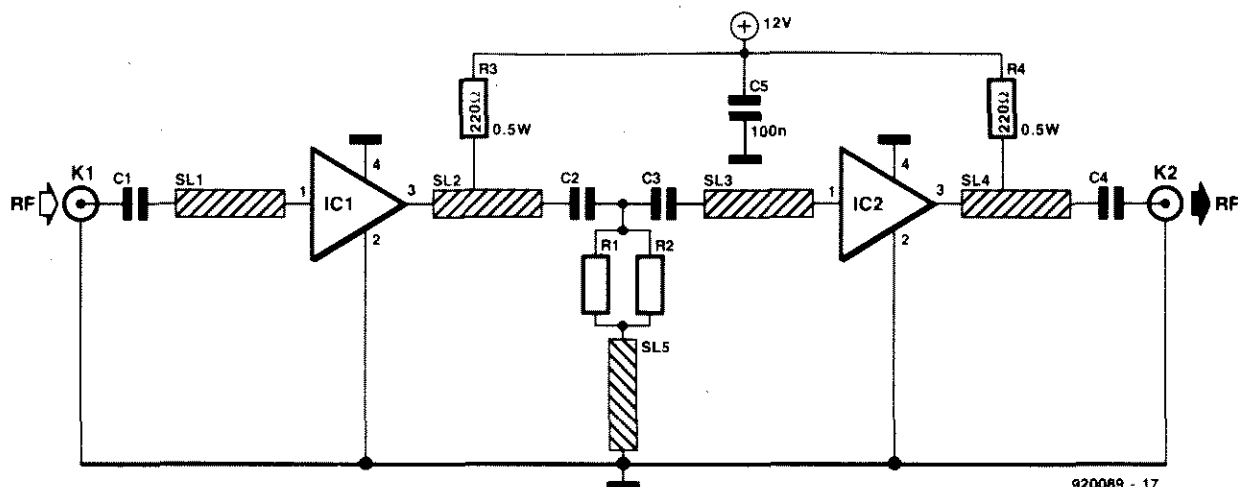 12V
R3
R4
220Ω
0.5W
C5
100n
220Ω
0.5W
K1
C1
SL1
4
SL2
C2
C3
SL3
4
SL4
C4
K2
RF
1
IC1
3
1
IC2
3
RF
2
R1
R2
2
SL5
920089 - 17